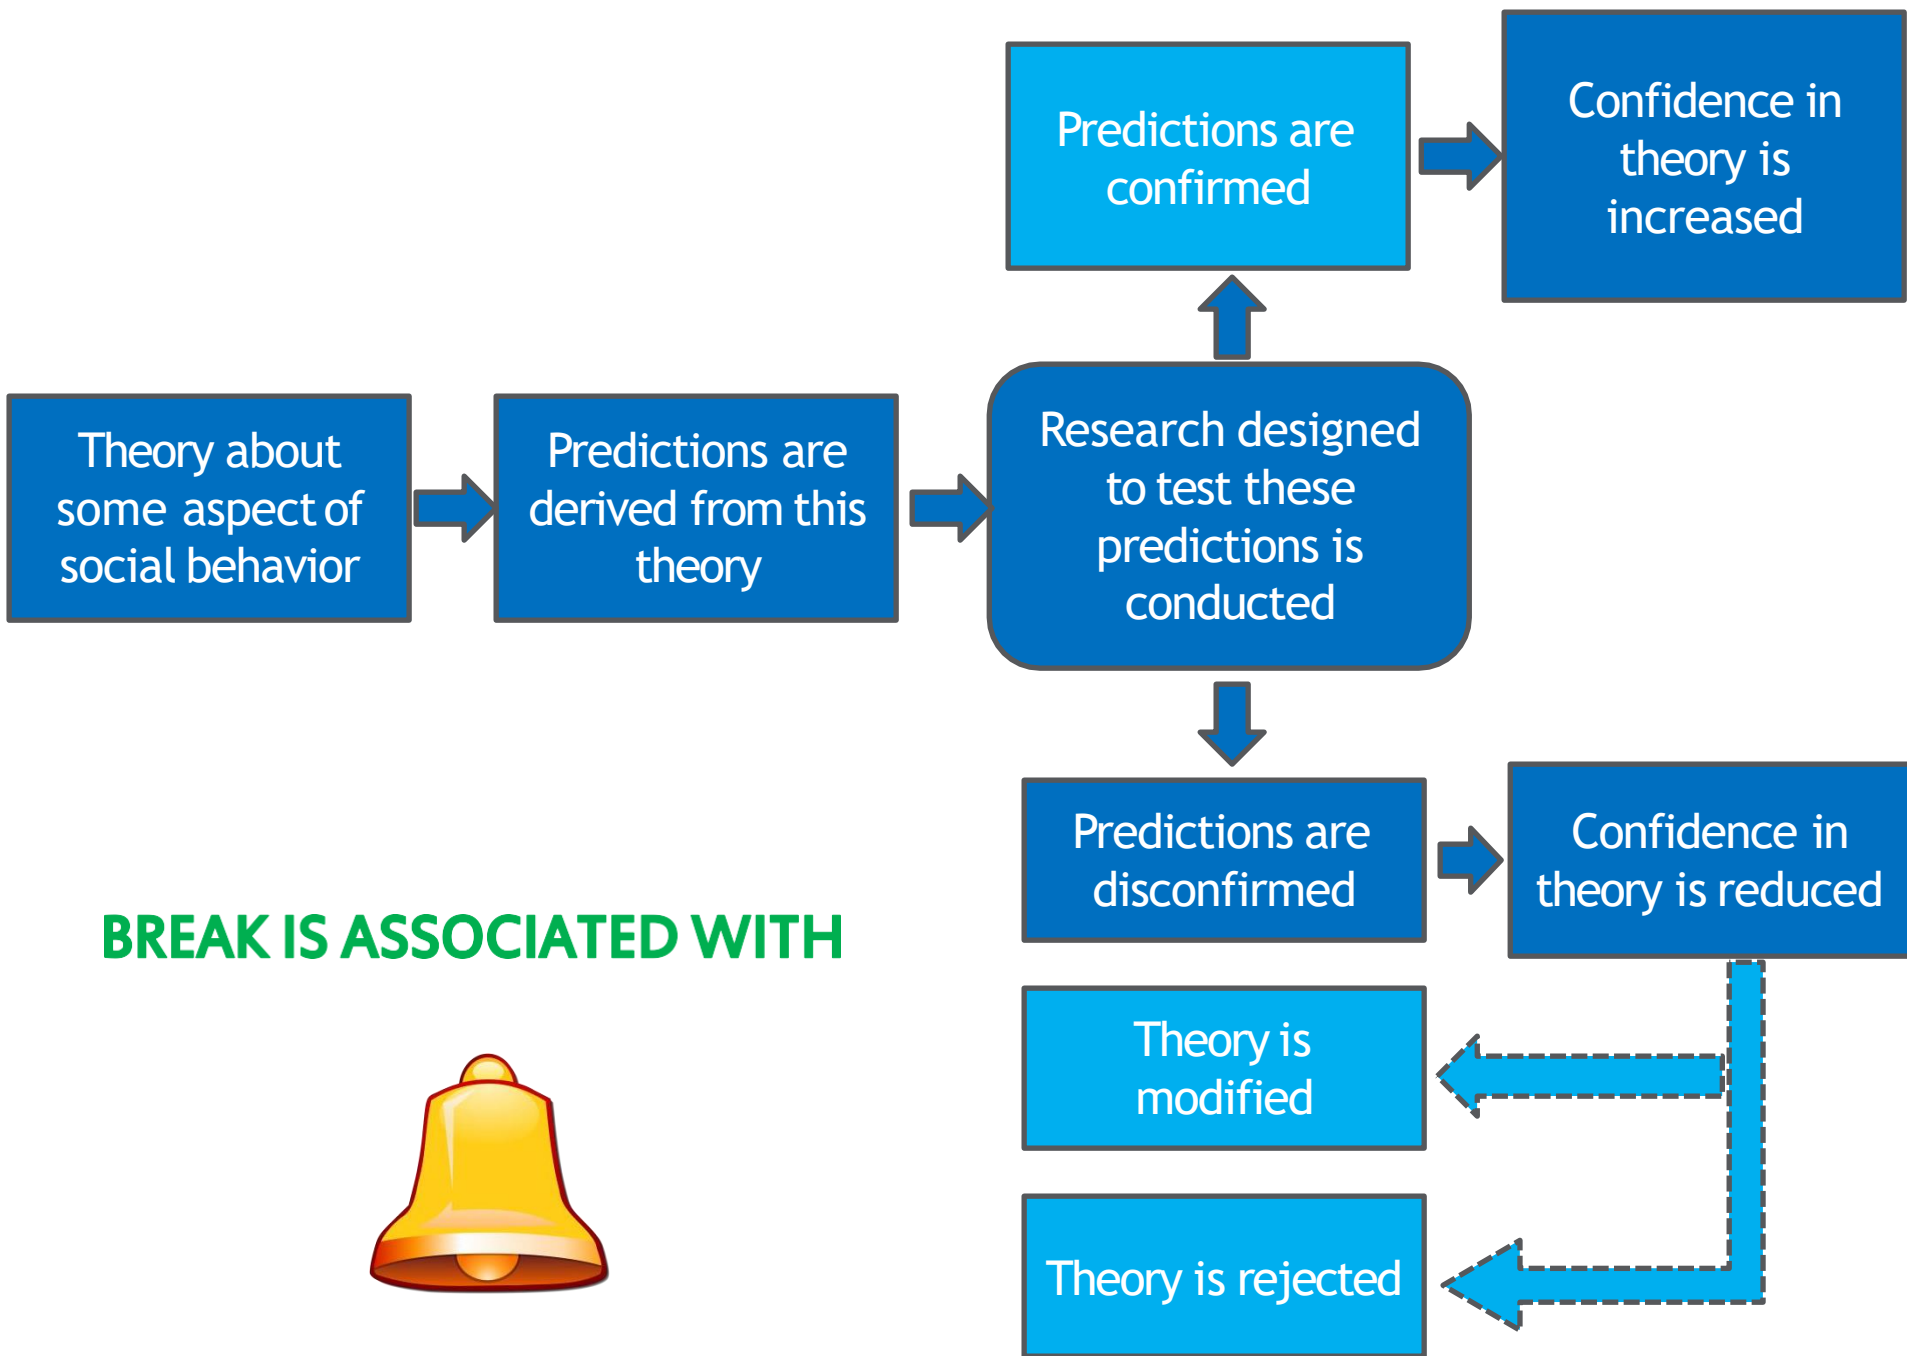 Theory about
some aspect of
social behavior
Predictions are
derived from this
theory
Research designed
to test these
predictions is
conducted
Predictions are
confirmed
Confidence in
theory is
increased
Predictions are
disconfirmed
Confidence in
theory is reduced
Theory is
modified
Theory is rejected
BREAK IS ASSOCIATED WITH